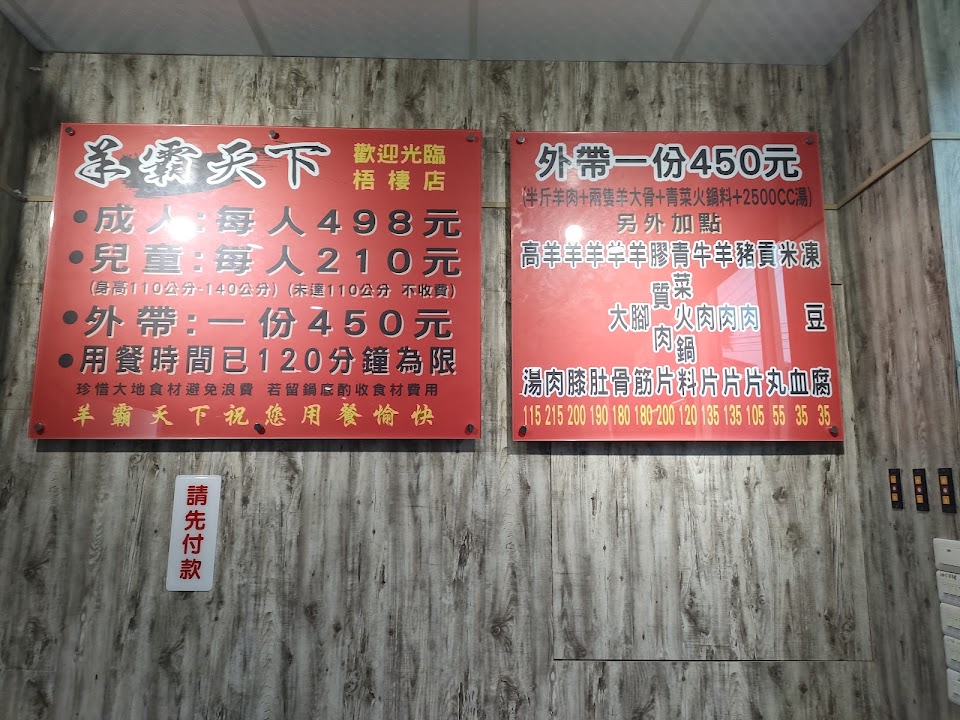 羊霸天下
歡迎光臨
梧棲店
•成人:每人498元
•兒童:每人210元
(身高110公分-140公分)(未達110公分 不收費)
•外帶:一份450元
•用餐時間已120分鐘為限
珍惜大地食材避免浪費 若留鍋底酌收食材費用
羊霸天下祝您用餐愉快
外帶一份450元
(半斤羊肉+兩隻羊大骨+青菜火鍋料+2500CC湯)
另外加點
高湯 115
羊肉 215
羊膝 200
羊肚 190
羊大骨 180
羊腳筋 180
膠質肉片 200
青菜火鍋料 120
牛肉片 135
羊肉片 135
豬肉片 105
貢丸 55
米血 35
凍豆腐 35
請先付款